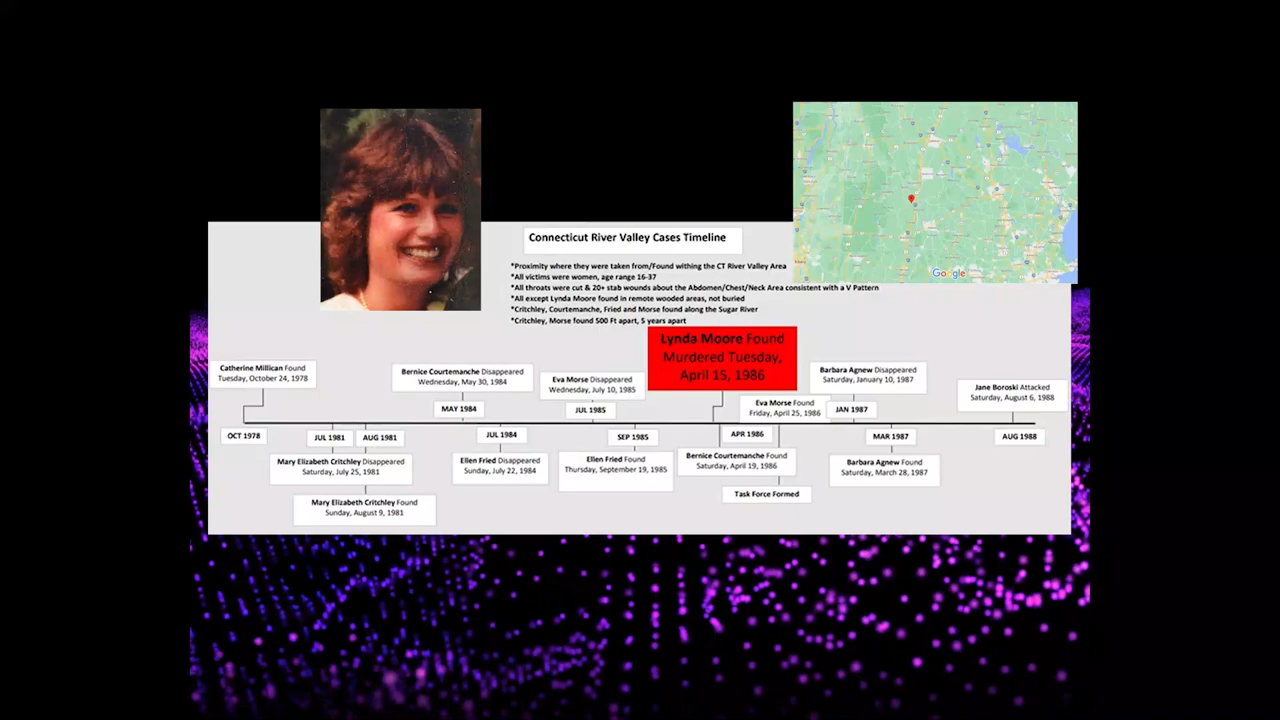 Connecticut River Valley Cases Timeline
*Proximity where they were taken from/Found withing the CT River Valley Area
*All victims were women, age range 16-37
*All throats were cut & 20+ stab wounds about the Abdomen/Chest/Neck Area consistent with a V Pattern
*All except Lynda Moore found in remote wooded areas, not buried
*Critchley, Courtemanche, Fried and Morse found along the Sugar River
*Critchley, Morse found 500 Ft apart, 5 years apart
Google
Lynda Moore Found
Murdered Tuesday,
April 15, 1986
Catherine Millican Found
Tuesday, October 24, 1978
Bernice Courtemanche Disappeared
Wednesday, May 30, 1984
Eva Morse Disappeared
Wednesday, July 10, 1985
Barbara Agnew Disappeared
Saturday, January 10, 1987
Jane Boroski Attacked
Saturday, August 6, 1988
MAY 1984
JUL 1985
Eva Morse Found
Friday, April 25, 1986
JAN 1987
OCT 1978
JUL 1981
AUG 1981
JUL 1984
SEP 1985
APR 1986
MAR 1987
AUG 1988
Mary Elizabeth Critchley Disappeared
Saturday, July 25, 1981
Ellen Fried Disappeared
Sunday, July 22, 1984
Ellen Fried Found
Thursday, September 19, 1985
Bernice Courtemanche Found
Saturday, April 19, 1986
Barbara Agnew Found
Saturday, March 28, 1987
Mary Elizabeth Critchley Found
Sunday, August 9, 1981
Task Force Formed